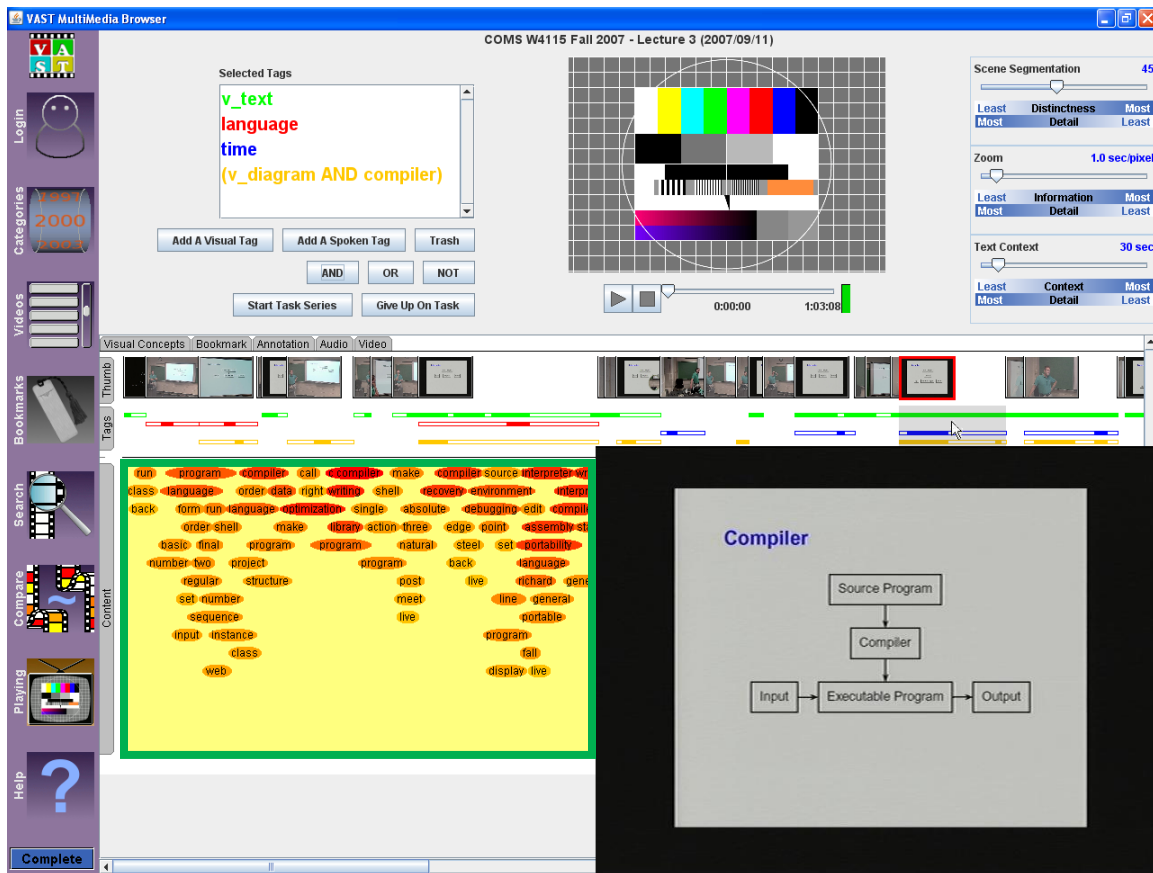 VAST MultiMedia Browser
COMS W4115 Fall 2007 - Lecture 3 (2007/09/11)
V A
S T
Login
Categories
1997
2000
2003
Videos
Bookmarks
Search
Compare
Playing
Help
?
Complete
Selected Tags
v_text
language
time
(v_diagram AND compiler)
Add A Visual Tag Add A Spoken Tag Trash
AND OR NOT
Start Task Series Give Up On Task
0:00:00 1:03:08
Scene Segmentation 45
Least Distinctness Most
Most Detail Least
Zoom 1.0 sec/pixel
Least Information Most
Most Detail Least
Text Context 30 sec
Least Context Most
Most Detail Least
Visual Concepts Bookmark Annotation Audio Video
Thumb
Tags
Content
run program compiler call c compiler make compiler source interpreter wr
class language order data right writing shell recovery environment interpr
back form run language optimization single absolute debugging edit compile
order shell make library action three edge point assembly sta
basic final program program natural steel set portability
number two project program back language
regular structure post live richard gene
set number meet line general
sequence live portable
input instance program
class fall
web display live
Compiler
Source Program
Compiler
Input Executable Program Output